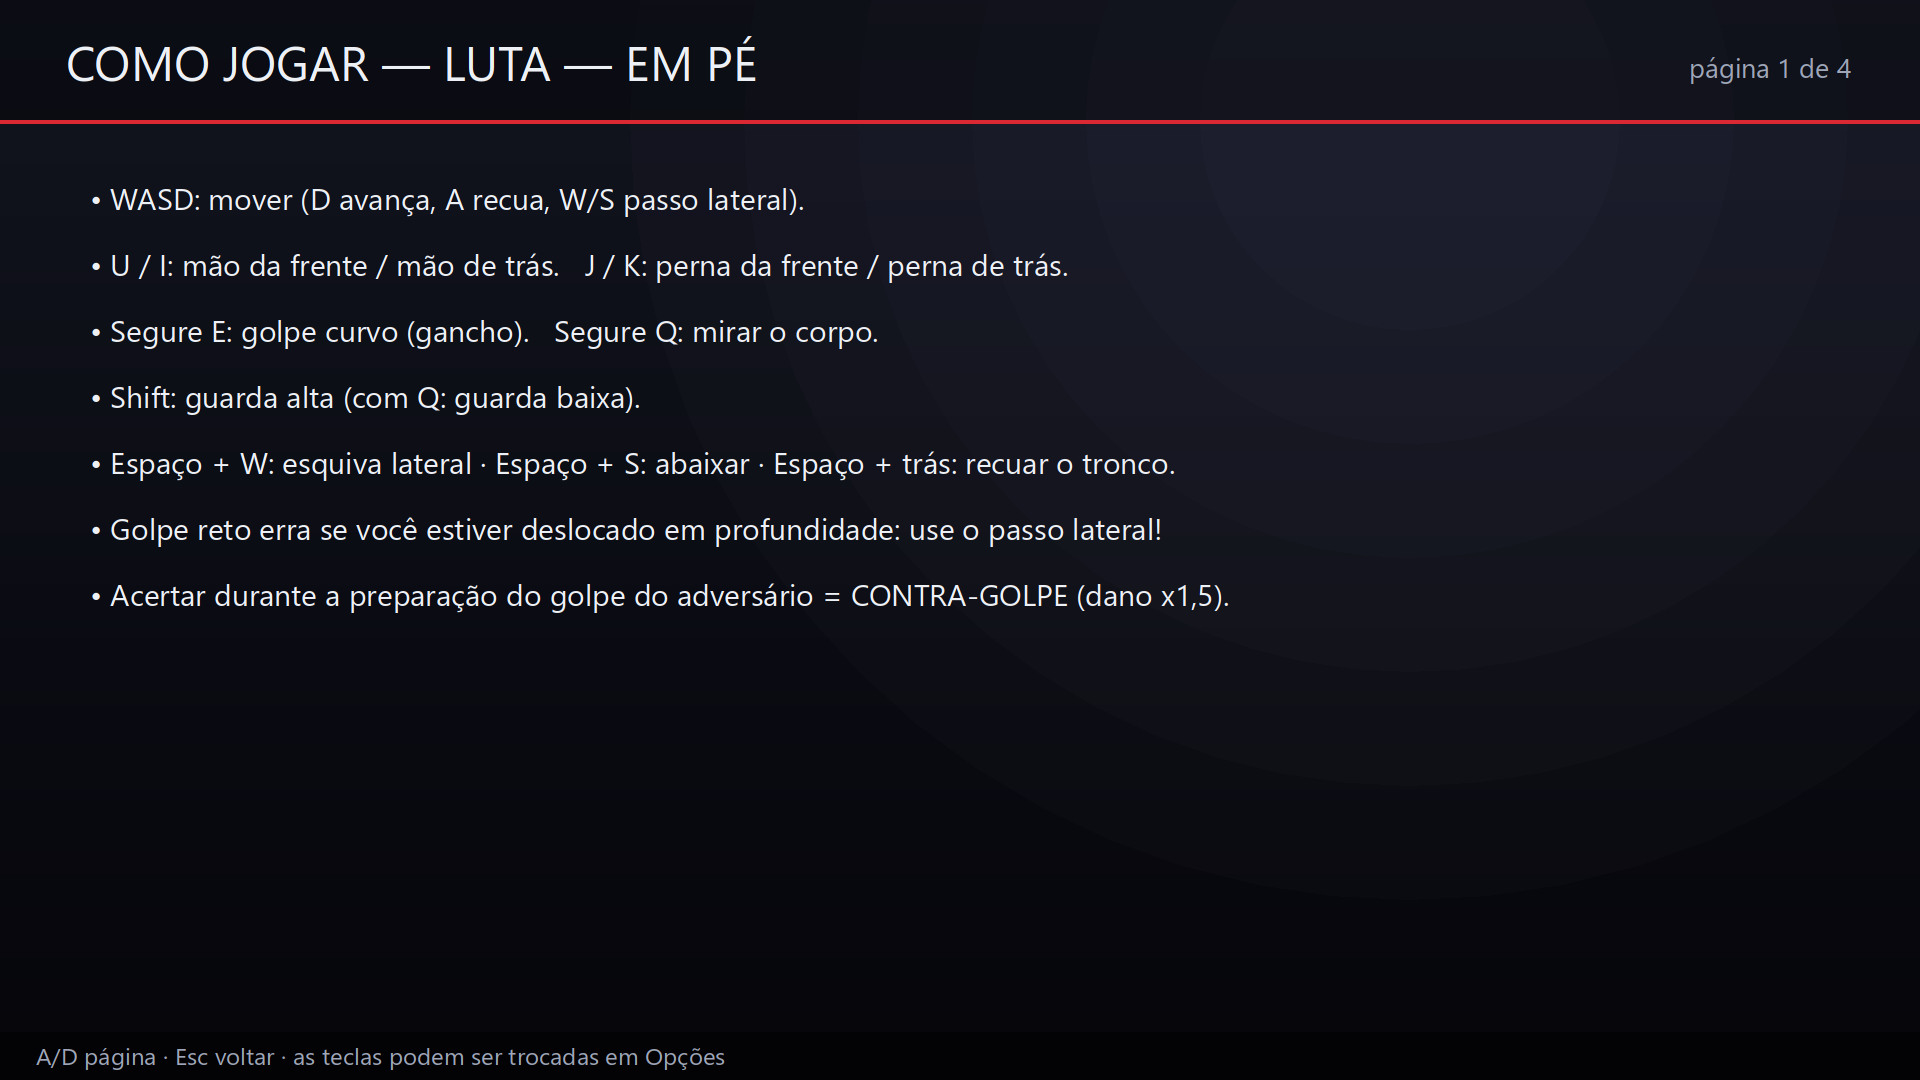 COMO JOGAR — LUTA — EM PÉ
página 1 de 4
• WASD: mover (D avança, A recua, W/S passo lateral).
• U / I: mão da frente / mão de trás.   J / K: perna da frente / perna de trás.
• Segure E: golpe curvo (gancho).   Segure Q: mirar o corpo.
• Shift: guarda alta (com Q: guarda baixa).
• Espaço + W: esquiva lateral · Espaço + S: abaixar · Espaço + trás: recuar o tronco.
• Golpe reto erra se você estiver deslocado em profundidade: use o passo lateral!
• Acertar durante a preparação do golpe do adversário = CONTRA-GOLPE (dano x1,5).
A/D página · Esc voltar · as teclas podem ser trocadas em Opções